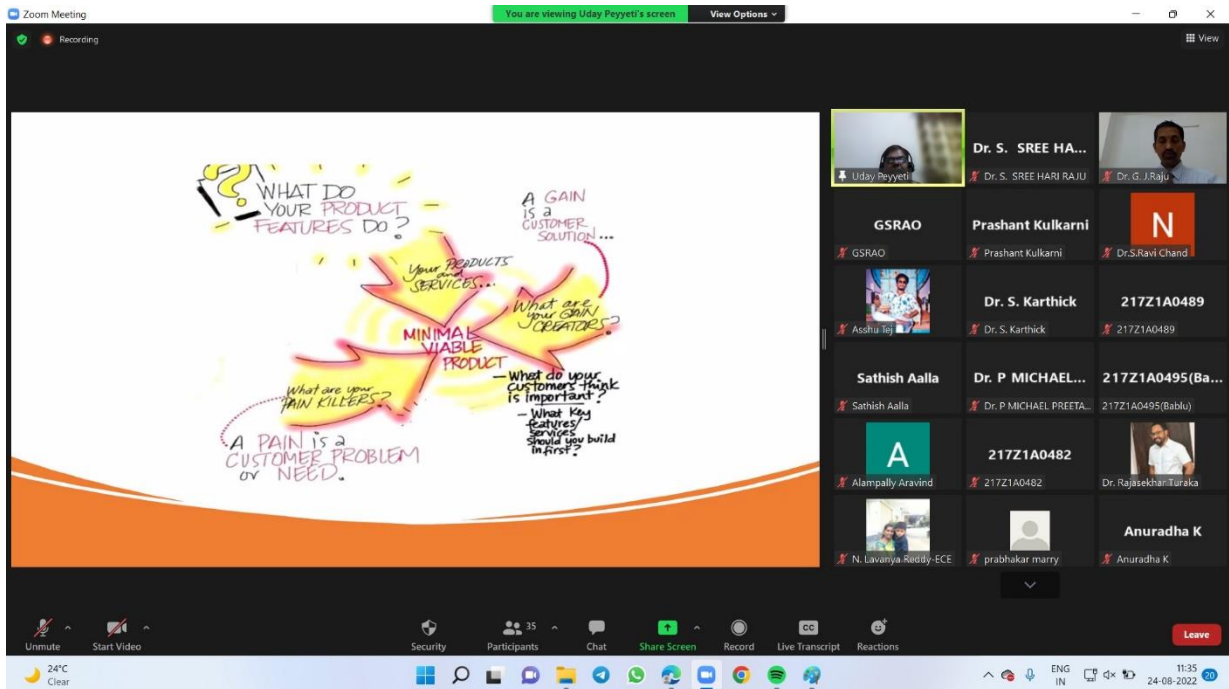 Zoom Meeting
You are viewing Uday Peyyeti's screen
View Options
Recording
View
WHAT DO
YOUR PRODUCT
FEATURES DO?
A GAIN
is a
CUSTOMER
SOLUTION...
Your PRODUCTS
and
SERVICES...
What are
your GAIN
CREATORS?
MINIMAL
VIABLE
PRODUCT
What are your
PAIN KILLERS?
- What do your
customers think
is important?
- What key
features/
services
should you build
in first?
A PAIN is a
CUSTOMER PROBLEM
or NEED.
Uday Peyyeti
Dr. S. SREE HA...
Dr. S. SREE HARI RAJU
Dr. G. J.Raju
GSRAO
GSRAO
Prashant Kulkarni
Prashant Kulkarni
N
Dr.S.Ravi Chand
Asshu Tej
Dr. S. Karthick
Dr. S. Karthick
217Z1A0489
217Z1A0489
Sathish Aalla
Sathish Aalla
Dr. P MICHAEL...
Dr. P MICHAEL PREETA...
217Z1A0495(Ba...
217Z1A0495(Bablu)
A
Alampally Aravind
217Z1A0482
217Z1A0482
Dr. Rajasekhar Turaka
N. Lavanya Reddy-ECE
prabhakar marry
Anuradha K
Anuradha K
Unmute
Start Video
Security
35
Participants
Chat
Share Screen
Record
CC
Live Transcript
Reactions
Leave
24°C
Clear
ENG
IN
11:35
24-08-2022
20